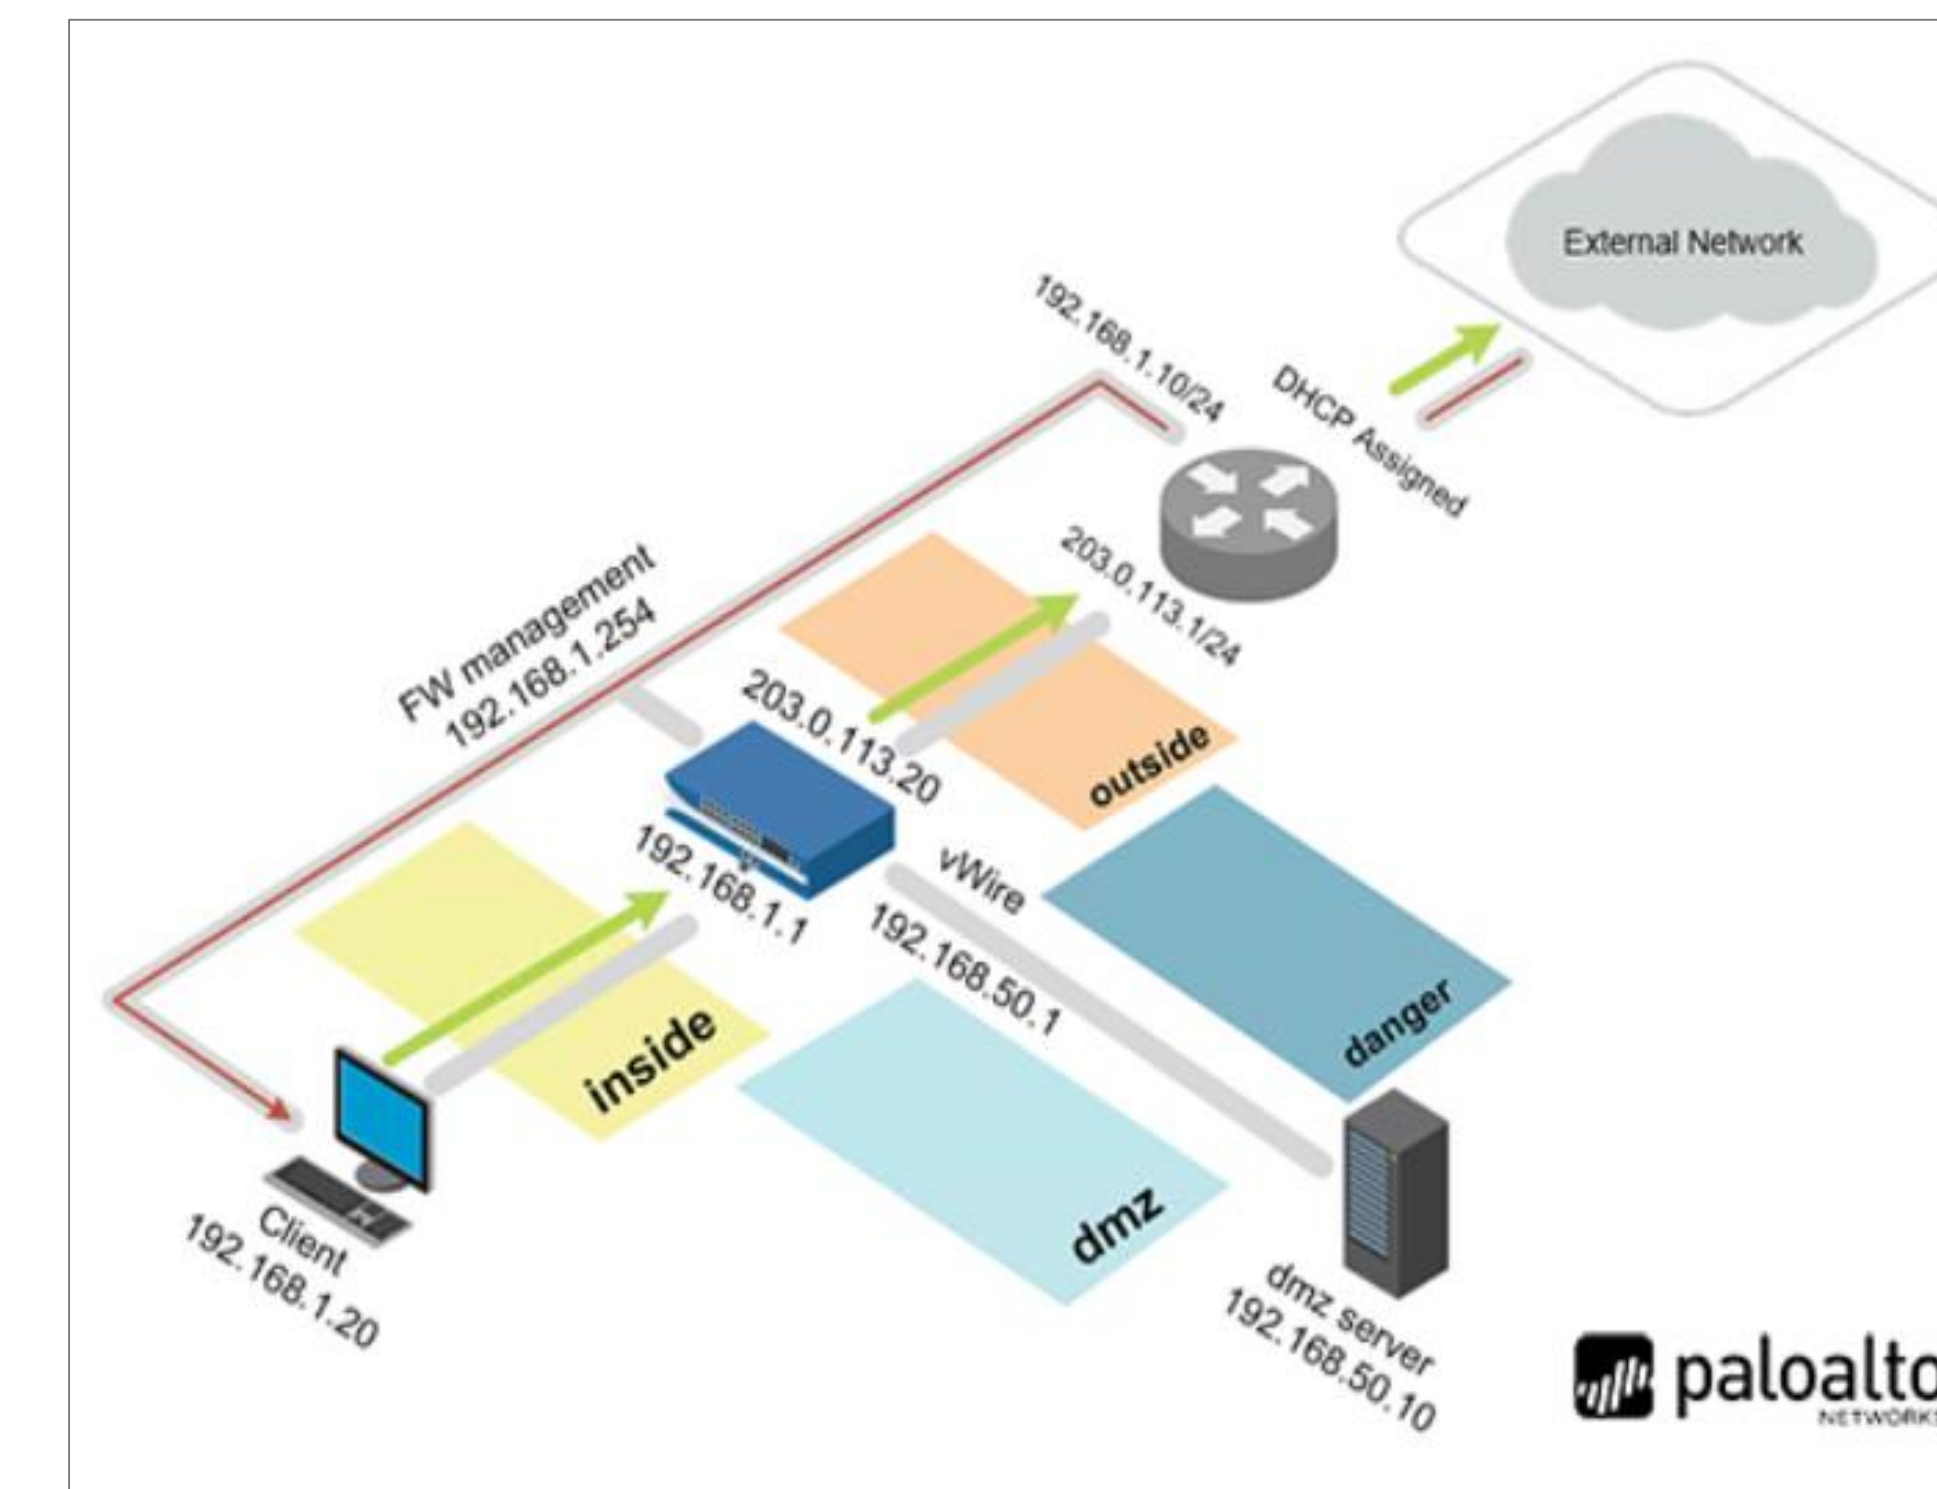 External Network
192.168.1.10/24
DHCP Assigned
203.0.113.1/24
FW management
192.168.1.254
203.0.113.20
outside
192.168.1.1
vWire
192.168.50.1
danger
inside
dmz
Client
192.168.1.20
dmz server
192.168.50.10
paloalto
NETWORKS